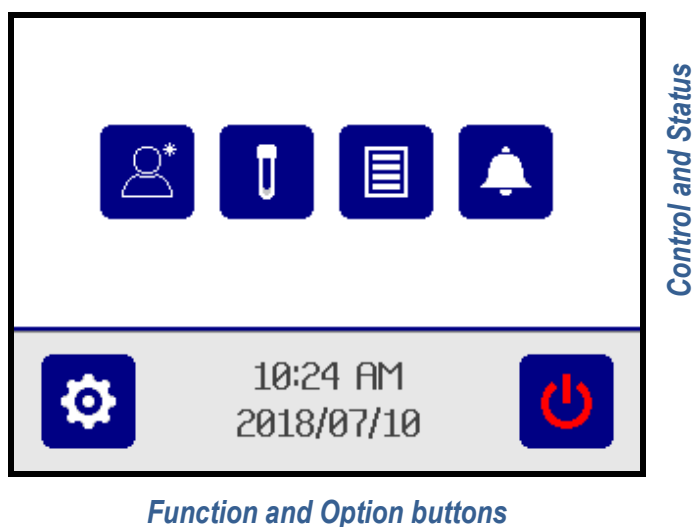 Control and Status
10:24 AM
2018/07/10
Function and Option buttons